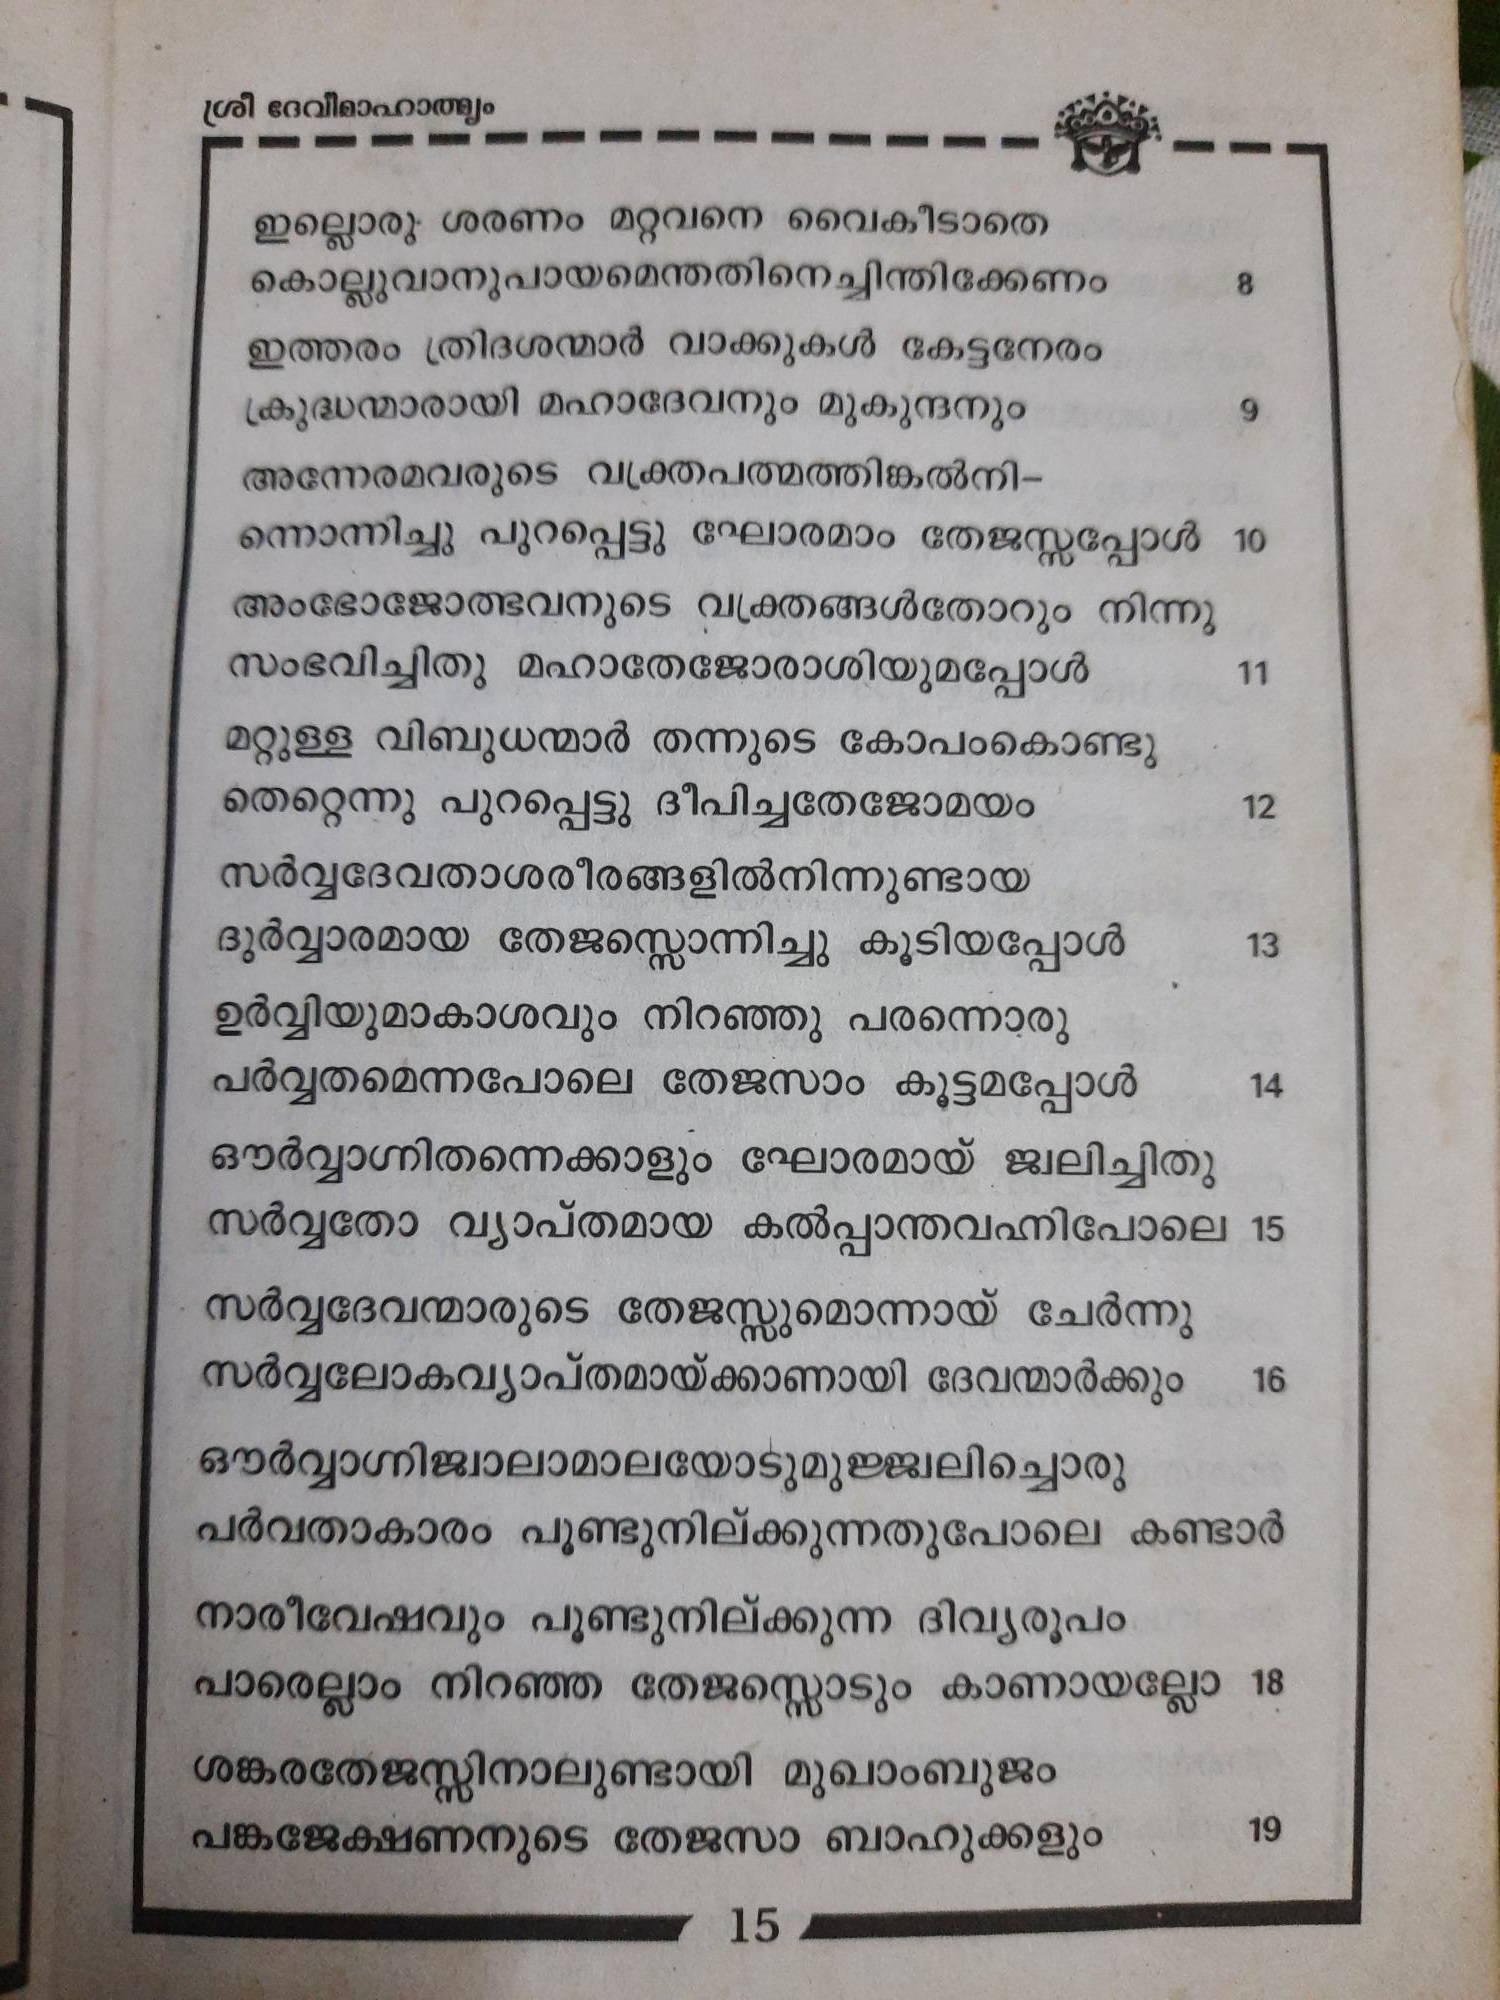 ശ്രീ ദേവീമാഹാത്മ്യം
ഇല്ലൊരു ശരണം മറ്റവനെ വൈകീടാതെ
കൊല്ലുവാനുപായമെന്തതിനെച്ചിന്തിക്കേണം 8
ഇത്തരം ത്രിദശന്മാർ വാക്കുകൾ കേട്ടനേരം
ക്രുദ്ധന്മാരായി മഹാദേവനും മുകുന്ദനും 9
അന്നേരമവരുടെ വക്ത്രപത്മത്തിങ്കൽനി-
ന്നൊന്നിച്ചു പുറപ്പെട്ടു ഘോരമാം തേജസ്സപ്പോൾ 10
അംഭോജോത്ഭവനുടെ വക്ത്രങ്ങൾതോറും നിന്നു
സംഭവിച്ചിതു മഹാതേജോരാശിയുമപ്പോൾ 11
മറ്റുള്ള വിബുധന്മാർ തന്നുടെ കോപംകൊണ്ടു
തെറ്റെന്നു പുറപ്പെട്ടു ദീപിച്ചതേജോമയം 12
സർവ്വദേവതാശരീരങ്ങളിൽനിന്നുണ്ടായ
ദുർവ്വാരമായ തേജസ്സൊന്നിച്ചു കൂടിയപ്പോൾ 13
ഉർവ്വിയുമാകാശവും നിറഞ്ഞു പരന്നൊരു
പർവ്വതമെന്നപോലെ തേജസാം കൂട്ടമപ്പോൾ 14
ഔർവ്വാഗ്നിതന്നെക്കാളും ഘോരമായ് ജ്വലിച്ചിതു
സർവ്വതോ വ്യാപ്തമായ കൽപ്പാന്തവഹ്നിപോലെ 15
സർവ്വദേവന്മാരുടെ തേജസ്സുമൊന്നായ് ചേർന്നു
സർവ്വലോകവ്യാപ്തമായ്ക്കാണായി ദേവന്മാർക്കും 16
ഔർവ്വാഗ്നിജ്വാലാമാലയോടുമുജ്ജ്വലിച്ചൊരു
പർവതാകാരം പൂണ്ടുനില്ക്കുന്നതുപോലെ കണ്ടാർ
നാരീവേഷവും പൂണ്ടുനില്ക്കുന്ന ദിവ്യരൂപം
പാരെല്ലാം നിറഞ്ഞ തേജസ്സൊടും കാണായല്ലോ 18
ശങ്കരതേജസ്സിനാലുണ്ടായി മുഖാംബുജം
പങ്കജേക്ഷണനുടെ തേജസാ ബാഹുക്കളും 19
15